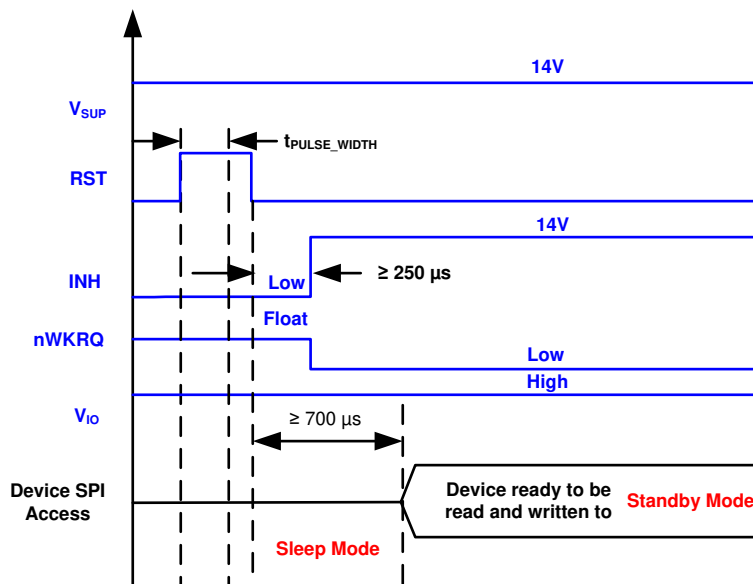 14V
VSUP
tPULSE_WIDTH
RST
14V
INH
Low
≥ 250 µs
Float
nWKRQ
Low
High
VIO
≥ 700 µs
Device SPI
Access
Device ready to be
read and written to
Standby Mode
Sleep Mode